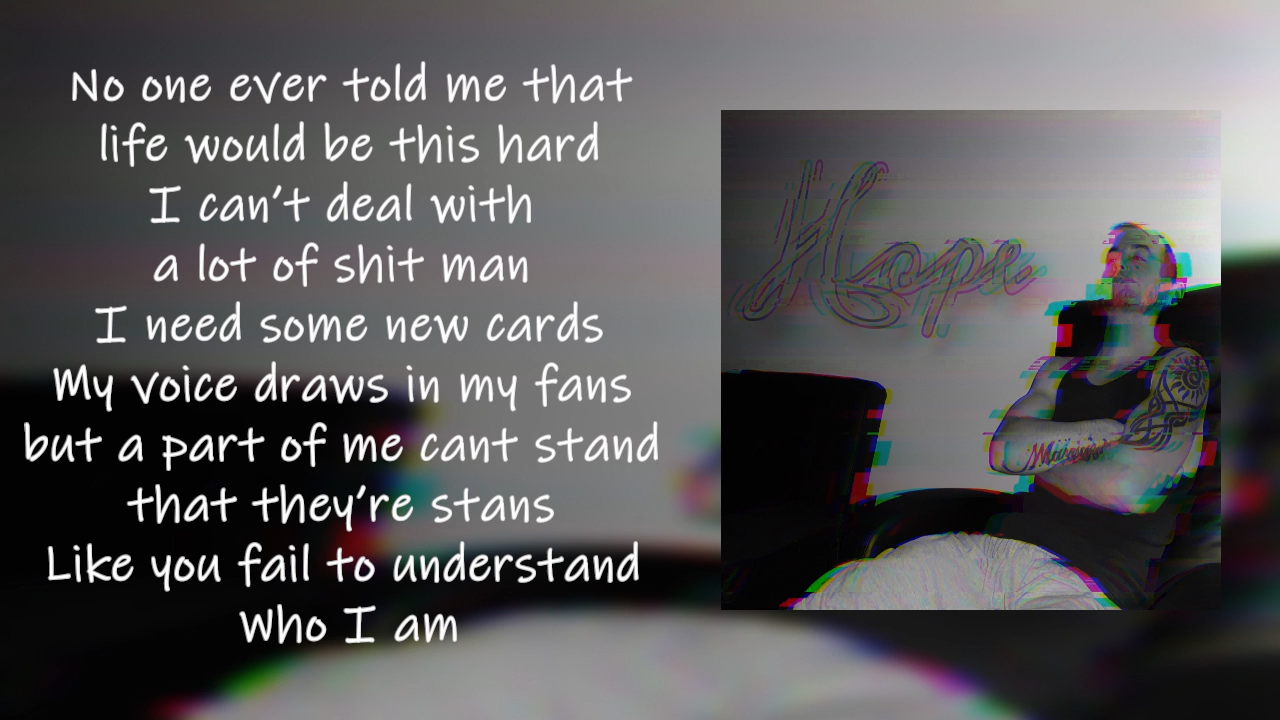 No one ever told me that
life would be this hard
I can't deal with
a lot of shit man
I need some new cards
My voice draws in my fans
but a part of me cant stand
that they're stans
Like you fail to understand
Who I am
Hope